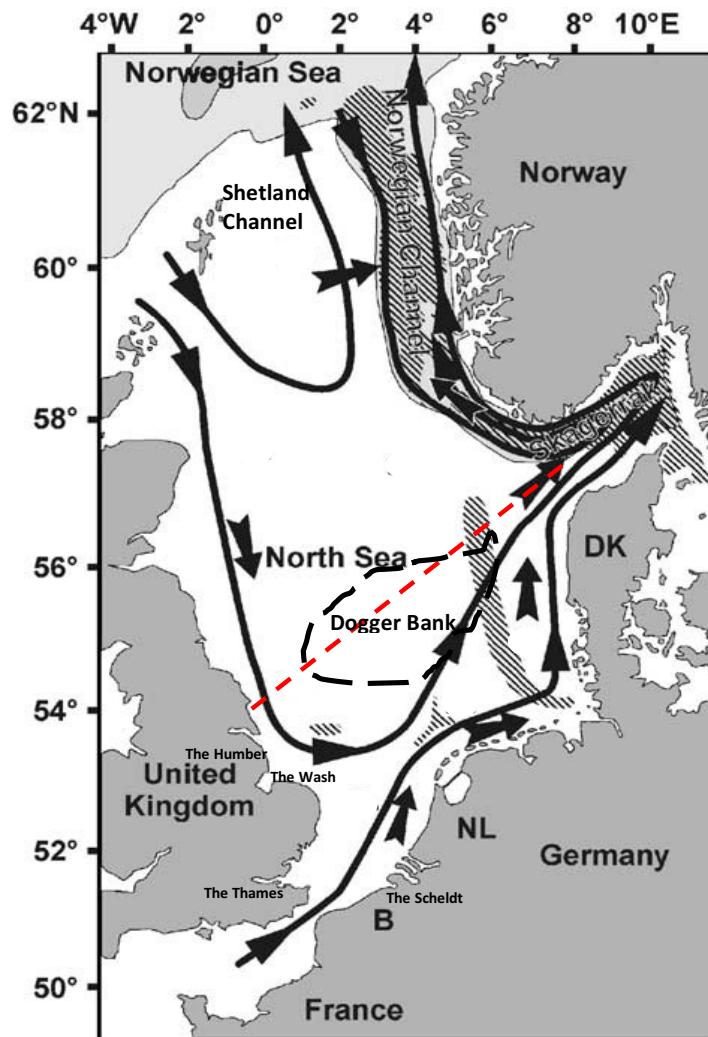 4°W 0° 2° 4° 6° 8° 10°E
Norwegian Sea
62°N
Norwegian Channel
Norway
Shetland
Channel
60°
58°
Skagerrak
North Sea
56°
DK
Dogger Bank
54°
The Humber
The Wash
United
Kingdom
NL
Germany
52°
The Thames
The Scheldt
B
50°
France